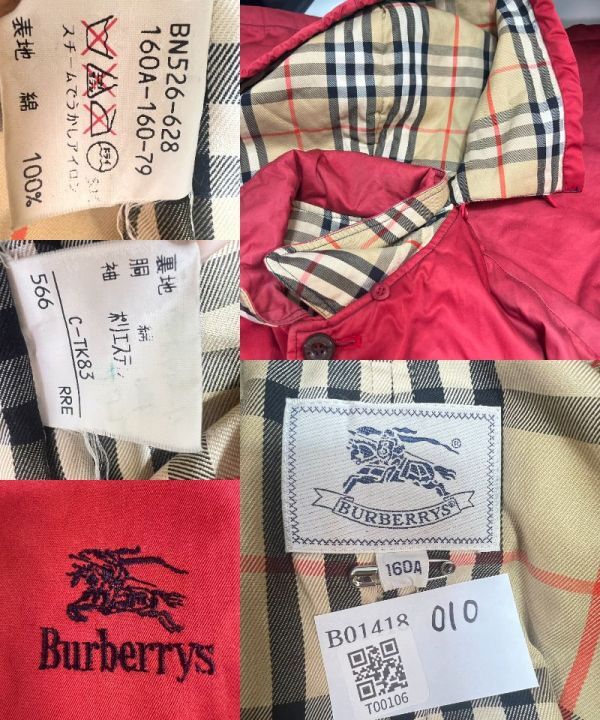 BN526-628
160A-160-79
スチームでうかしアイロン
表地 綿 100%
裏地
胴 綿
袖 ポリエステ
C-TK83
566 RRE
Burberrys
®
BURBERRYS
160A
B01418 010
T00106